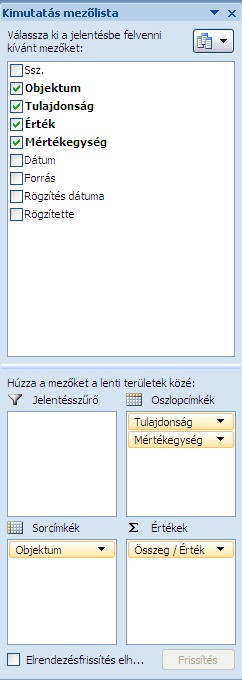 Kimutatás mezőlista
Válassza ki a jelentésbe felvenni
kívánt mezőket:
Ssz.
Objektum
Tulajdonság
Érték
Mértékegység
Dátum
Forrás
Rögzítés dátuma
Rögzítette
Húzza a mezőket a lenti területek közé:
Jelentésszűrő
Oszlopcímkék
Tulajdonság
Mértékegység
Sorcímkék
Σ Értékek
Objektum
Összeg / Érték
Elrendezésfrissítés elh...
Frissítés